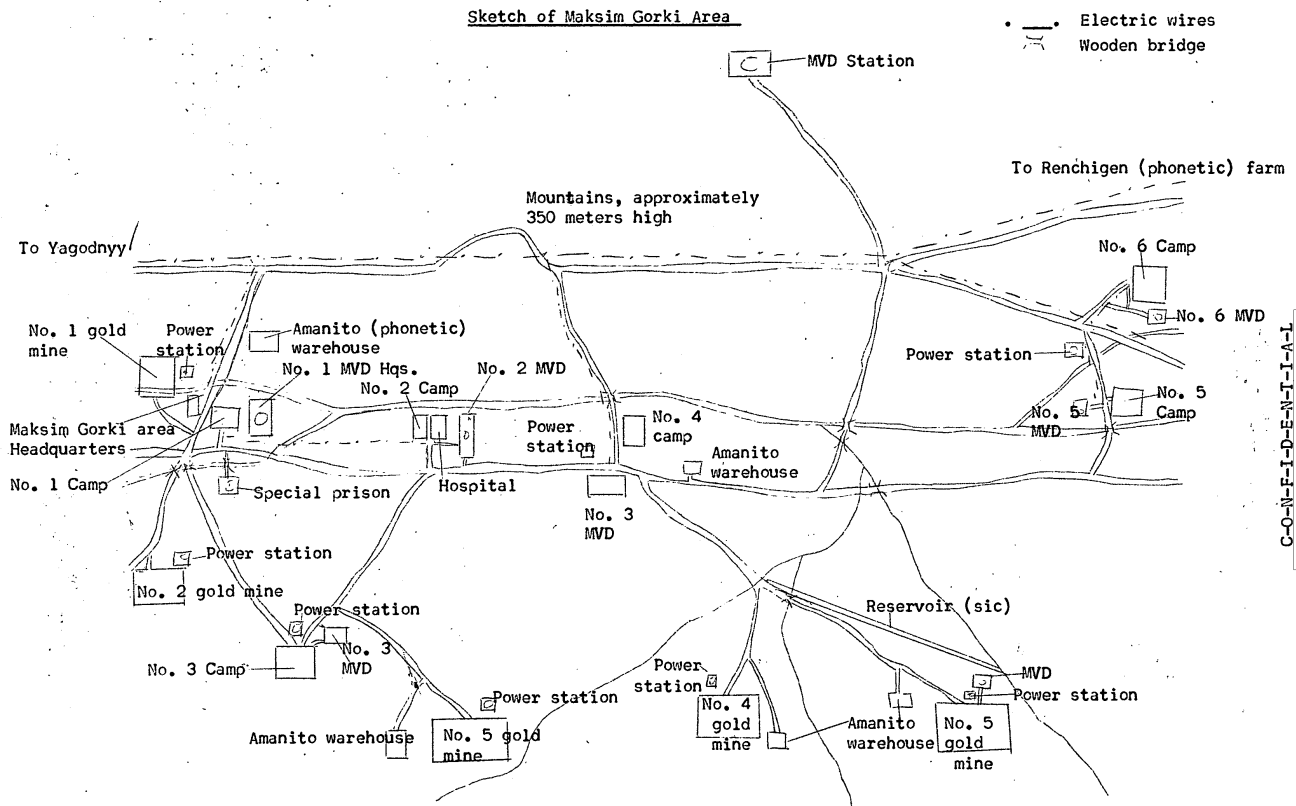 Sketch of Maksim Gorki Area
Electric wires
Wooden bridge
MVD Station
To Renchigen (phonetic) farm
Mountains, approximately
350 meters high
To Yagodnyy
No. 6 Camp
No. 1 gold
mine
Power
station
Amanito (phonetic)
warehouse
No. 6 MVD
Power station
No. 1 MVD Hqs.
No. 2 Camp
No. 2 MVD
No. 5
Camp
No. 5
MVD
Maksim Gorki area
Headquarters
Power
station
No. 4
camp
Amanito
warehouse
No. 1 Camp
Special prison
Hospital
No. 3
MVD
Power station
No. 2 gold mine
Power station
Reservoir (sic)
No. 3 Camp
No. 3
MVD
Power
station
MVD
Power station
Power station
No. 4
gold
mine
Amanito warehouse
No. 5 gold
mine
Amanito
warehouse
No. 5
gold
mine
C-O-N-F-I-D-E-N-T-I-A-L